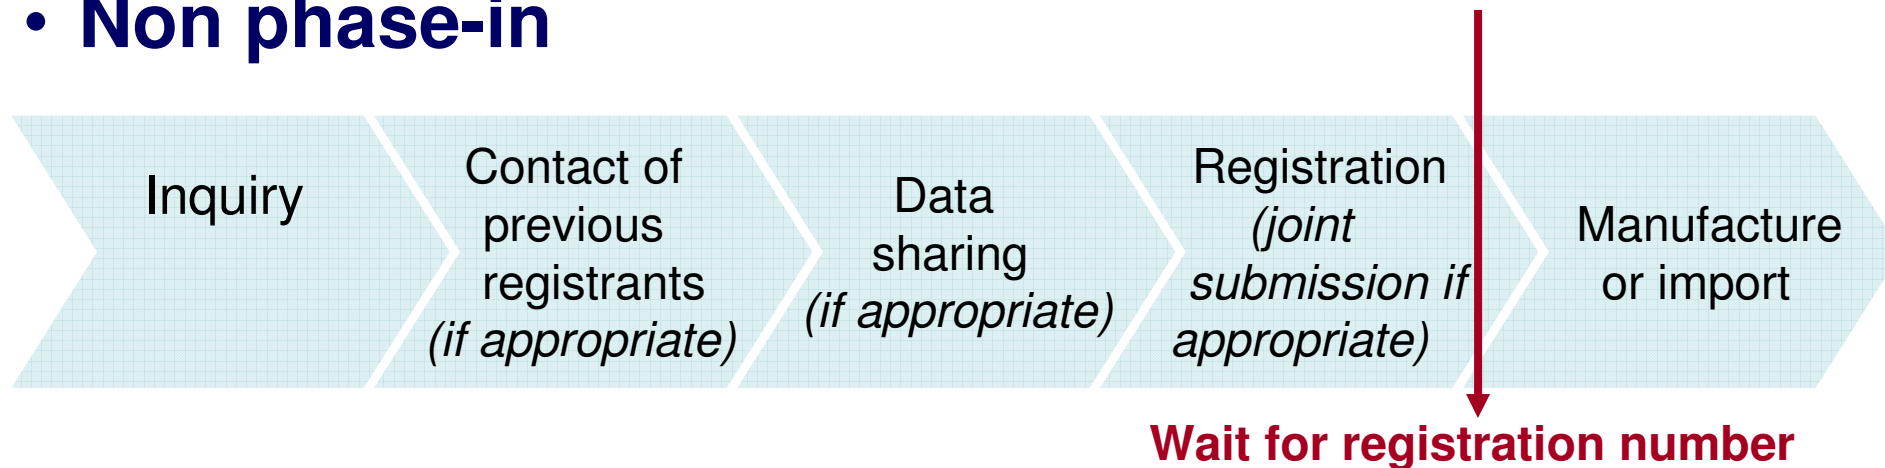 • Non phase-in
Inquiry
Contact of
previous
registrants
(if appropriate)
Data
sharing
(if appropriate)
Registration
(joint
submission if
appropriate)
Manufacture
or import
Wait for registration number